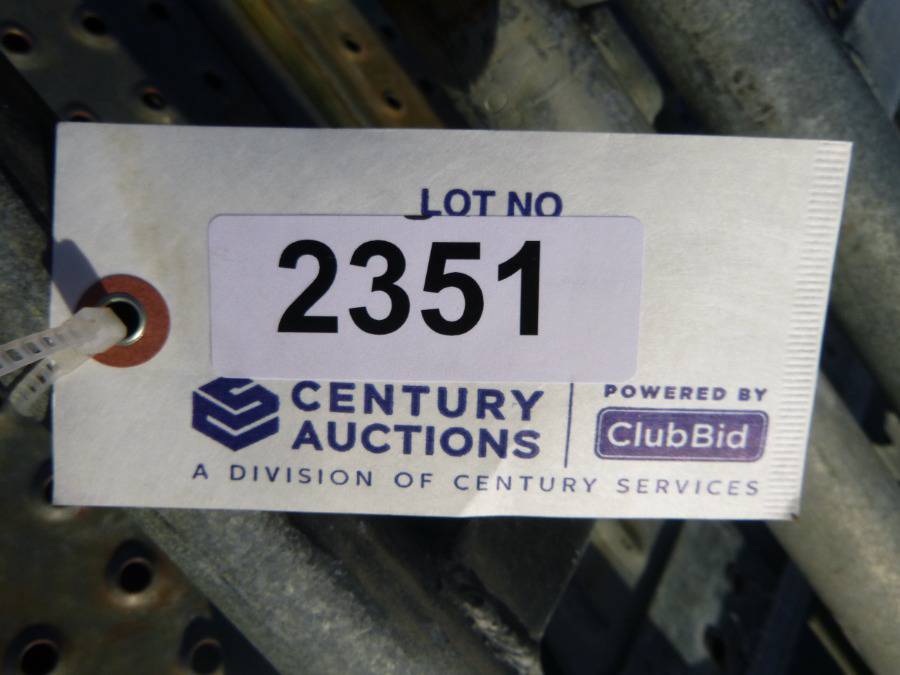 LOT NO
2351
CENTURY
AUCTIONS
POWERED BY
ClubBid
A DIVISION OF CENTURY SERVICES